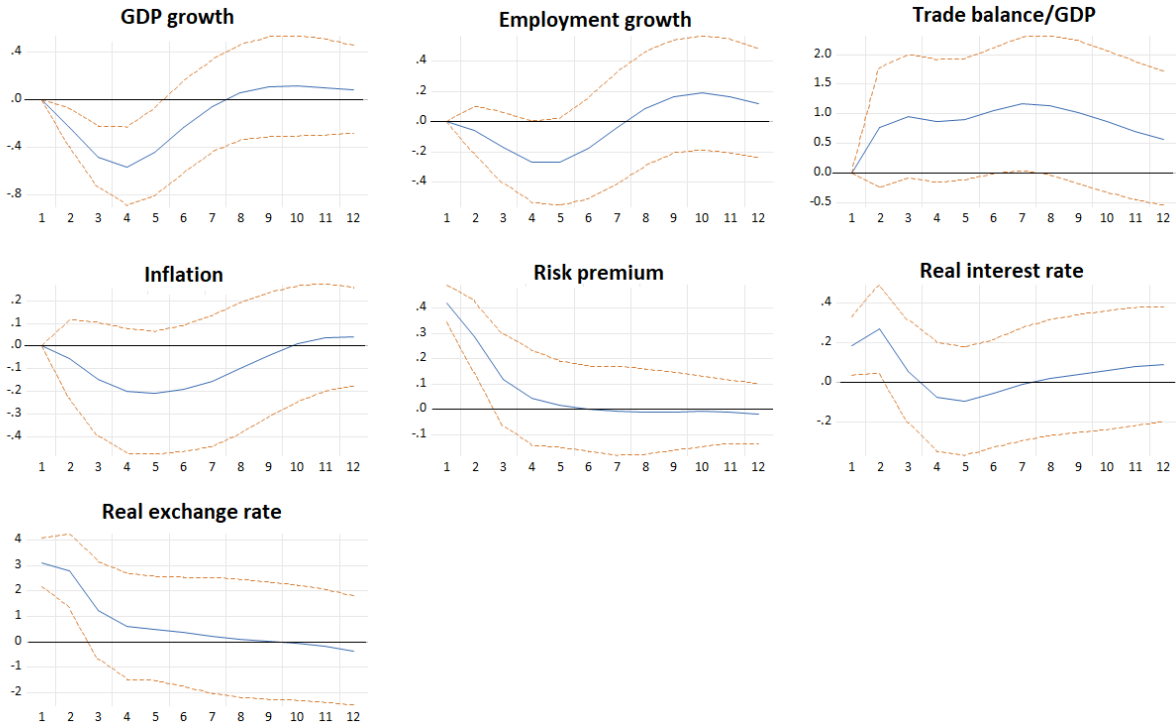 GDP growth
.4
.0
-.4
-.8
1 2 3 4 5 6 7 8 9 10 11 12
Employment growth
.4
.2
.0
-.2
-.4
1 2 3 4 5 6 7 8 9 10 11 12
Trade balance/GDP
2.0
1.5
1.0
0.5
0.0
-0.5
1 2 3 4 5 6 7 8 9 10 11 12
Inflation
.2
.1
.0
-.1
-.2
-.3
-.4
1 2 3 4 5 6 7 8 9 10 11 12
Risk premium
.4
.3
.2
.1
.0
-.1
1 2 3 4 5 6 7 8 9 10 11 12
Real interest rate
.4
.2
.0
-.2
1 2 3 4 5 6 7 8 9 10 11 12
Real exchange rate
4
3
2
1
0
-1
-2
1 2 3 4 5 6 7 8 9 10 11 12